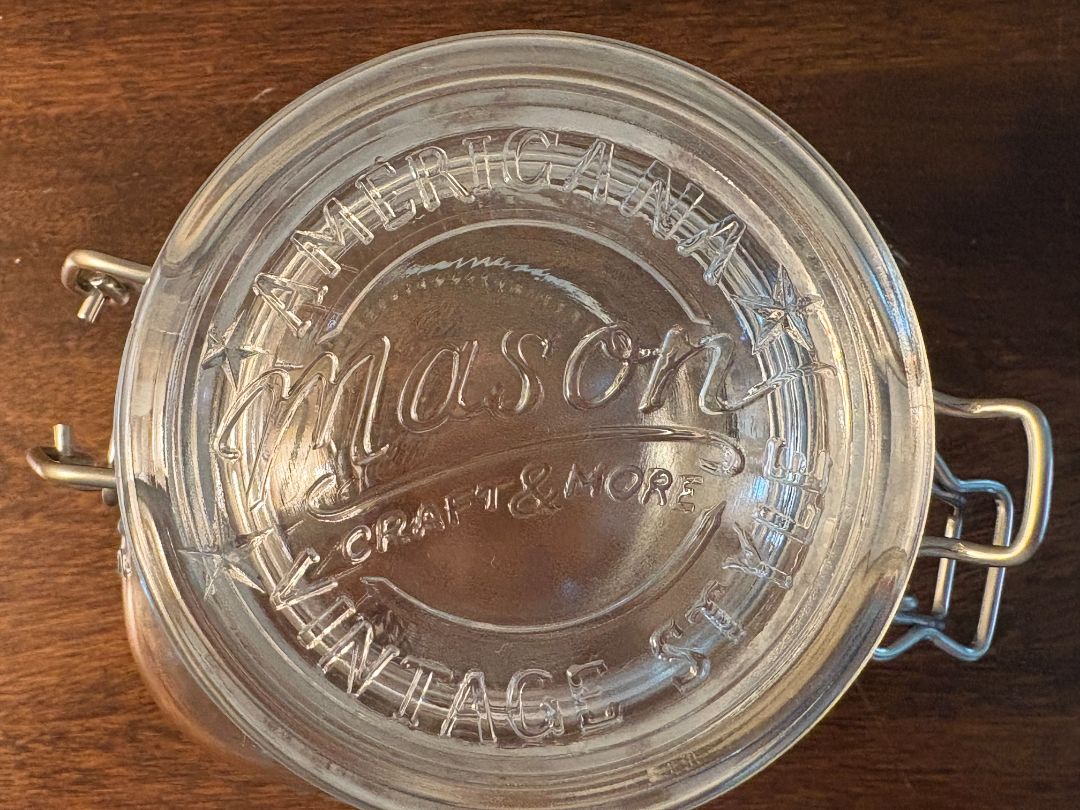 AMERICANA
Mason
CRAFT & MORE
VINTAGE STYLE